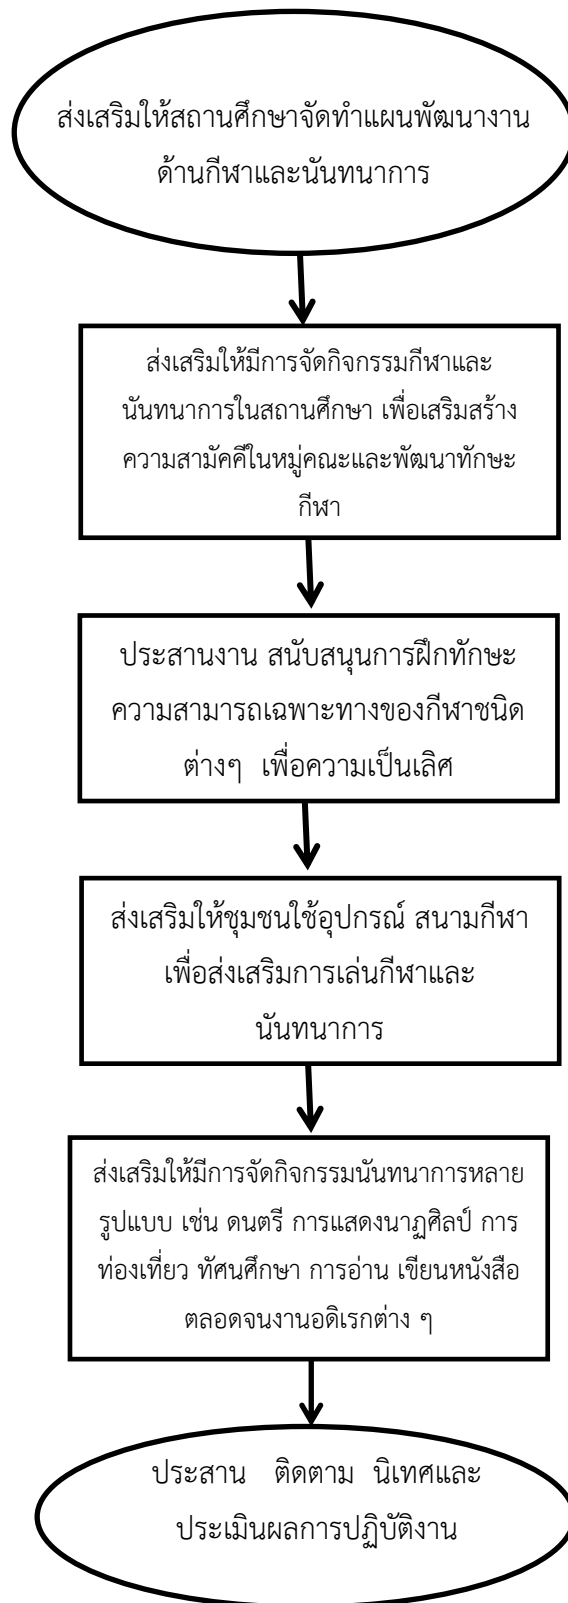 ส่งเสริมให้สถานศึกษาจัดทำแผนพัฒนางาน
ด้านกีฬาและนันทนาการ
ส่งเสริมให้มีการจัดกิจกรรมกีฬาและ
นันทนาการในสถานศึกษา เพื่อเสริมสร้าง
ความสามัคคีในหมู่คณะและพัฒนาทักษะ
กีฬา
ประสานงาน สนับสนุนการฝึกทักษะ
ความสามารถเฉพาะทางของกีฬาชนิด
ต่างๆ เพื่อความเป็นเลิศ
ส่งเสริมให้ชุมชนใช้อุปกรณ์ สนามกีฬา
เพื่อส่งเสริมการเล่นกีฬาและ
นันทนาการ
ส่งเสริมให้มีการจัดกิจกรรมนันทนาการหลาย
รูปแบบ เช่น ดนตรี การแสดงนาฏศิลป์ การ
ท่องเที่ยว ทัศนศึกษา การอ่าน เขียนหนังสือ
ตลอดจนงานอดิเรกต่าง ๆ
ประสาน ติดตาม นิเทศและ
ประเมินผลการปฏิบัติงาน